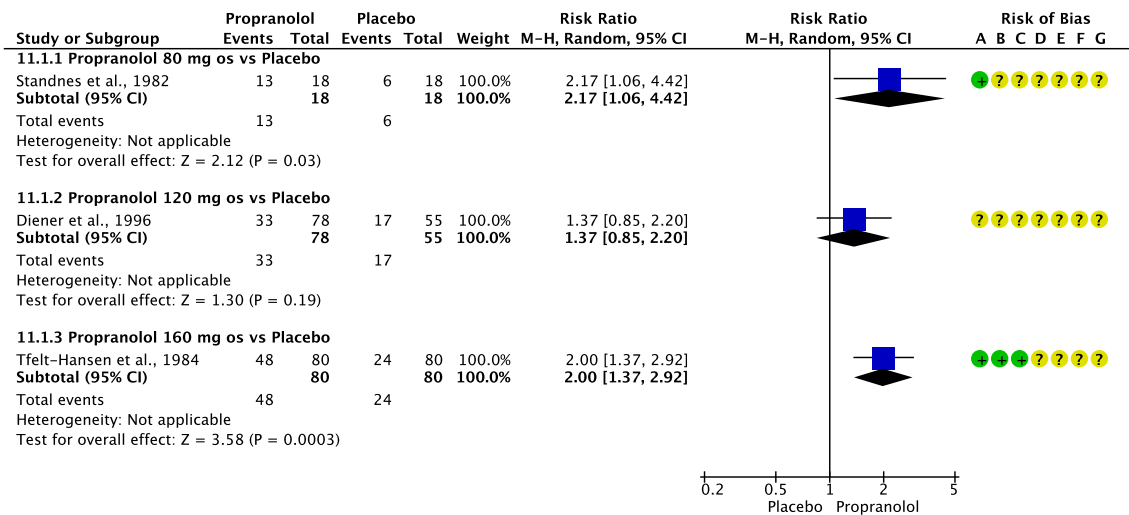 Propranolol Placebo Risk Ratio Risk Ratio Risk of Bias
Study or Subgroup Events Total Events Total Weight M-H, Random, 95% CI M-H, Random, 95% CI A B C D E F G
11.1.1 Propranolol 80 mg os vs Placebo
Standnes et al., 1982 13 18 6 18 100.0% 2.17 [1.06, 4.42] + ? ? ? ? ? ?
Subtotal (95% CI) 18 18 100.0% 2.17 [1.06, 4.42]
Total events 13 6
Heterogeneity: Not applicable
Test for overall effect: Z = 2.12 (P = 0.03)
11.1.2 Propranolol 120 mg os vs Placebo
Diener et al., 1996 33 78 17 55 100.0% 1.37 [0.85, 2.20] ? ? ? ? ? ? ?
Subtotal (95% CI) 78 55 100.0% 1.37 [0.85, 2.20]
Total events 33 17
Heterogeneity: Not applicable
Test for overall effect: Z = 1.30 (P = 0.19)
11.1.3 Propranolol 160 mg os vs Placebo
Tfelt-Hansen et al., 1984 48 80 24 80 100.0% 2.00 [1.37, 2.92] + + + ? ? ? ?
Subtotal (95% CI) 80 80 100.0% 2.00 [1.37, 2.92]
Total events 48 24
Heterogeneity: Not applicable
Test for overall effect: Z = 3.58 (P = 0.0003)
0.2 0.5 1 2 5
Placebo Propranolol